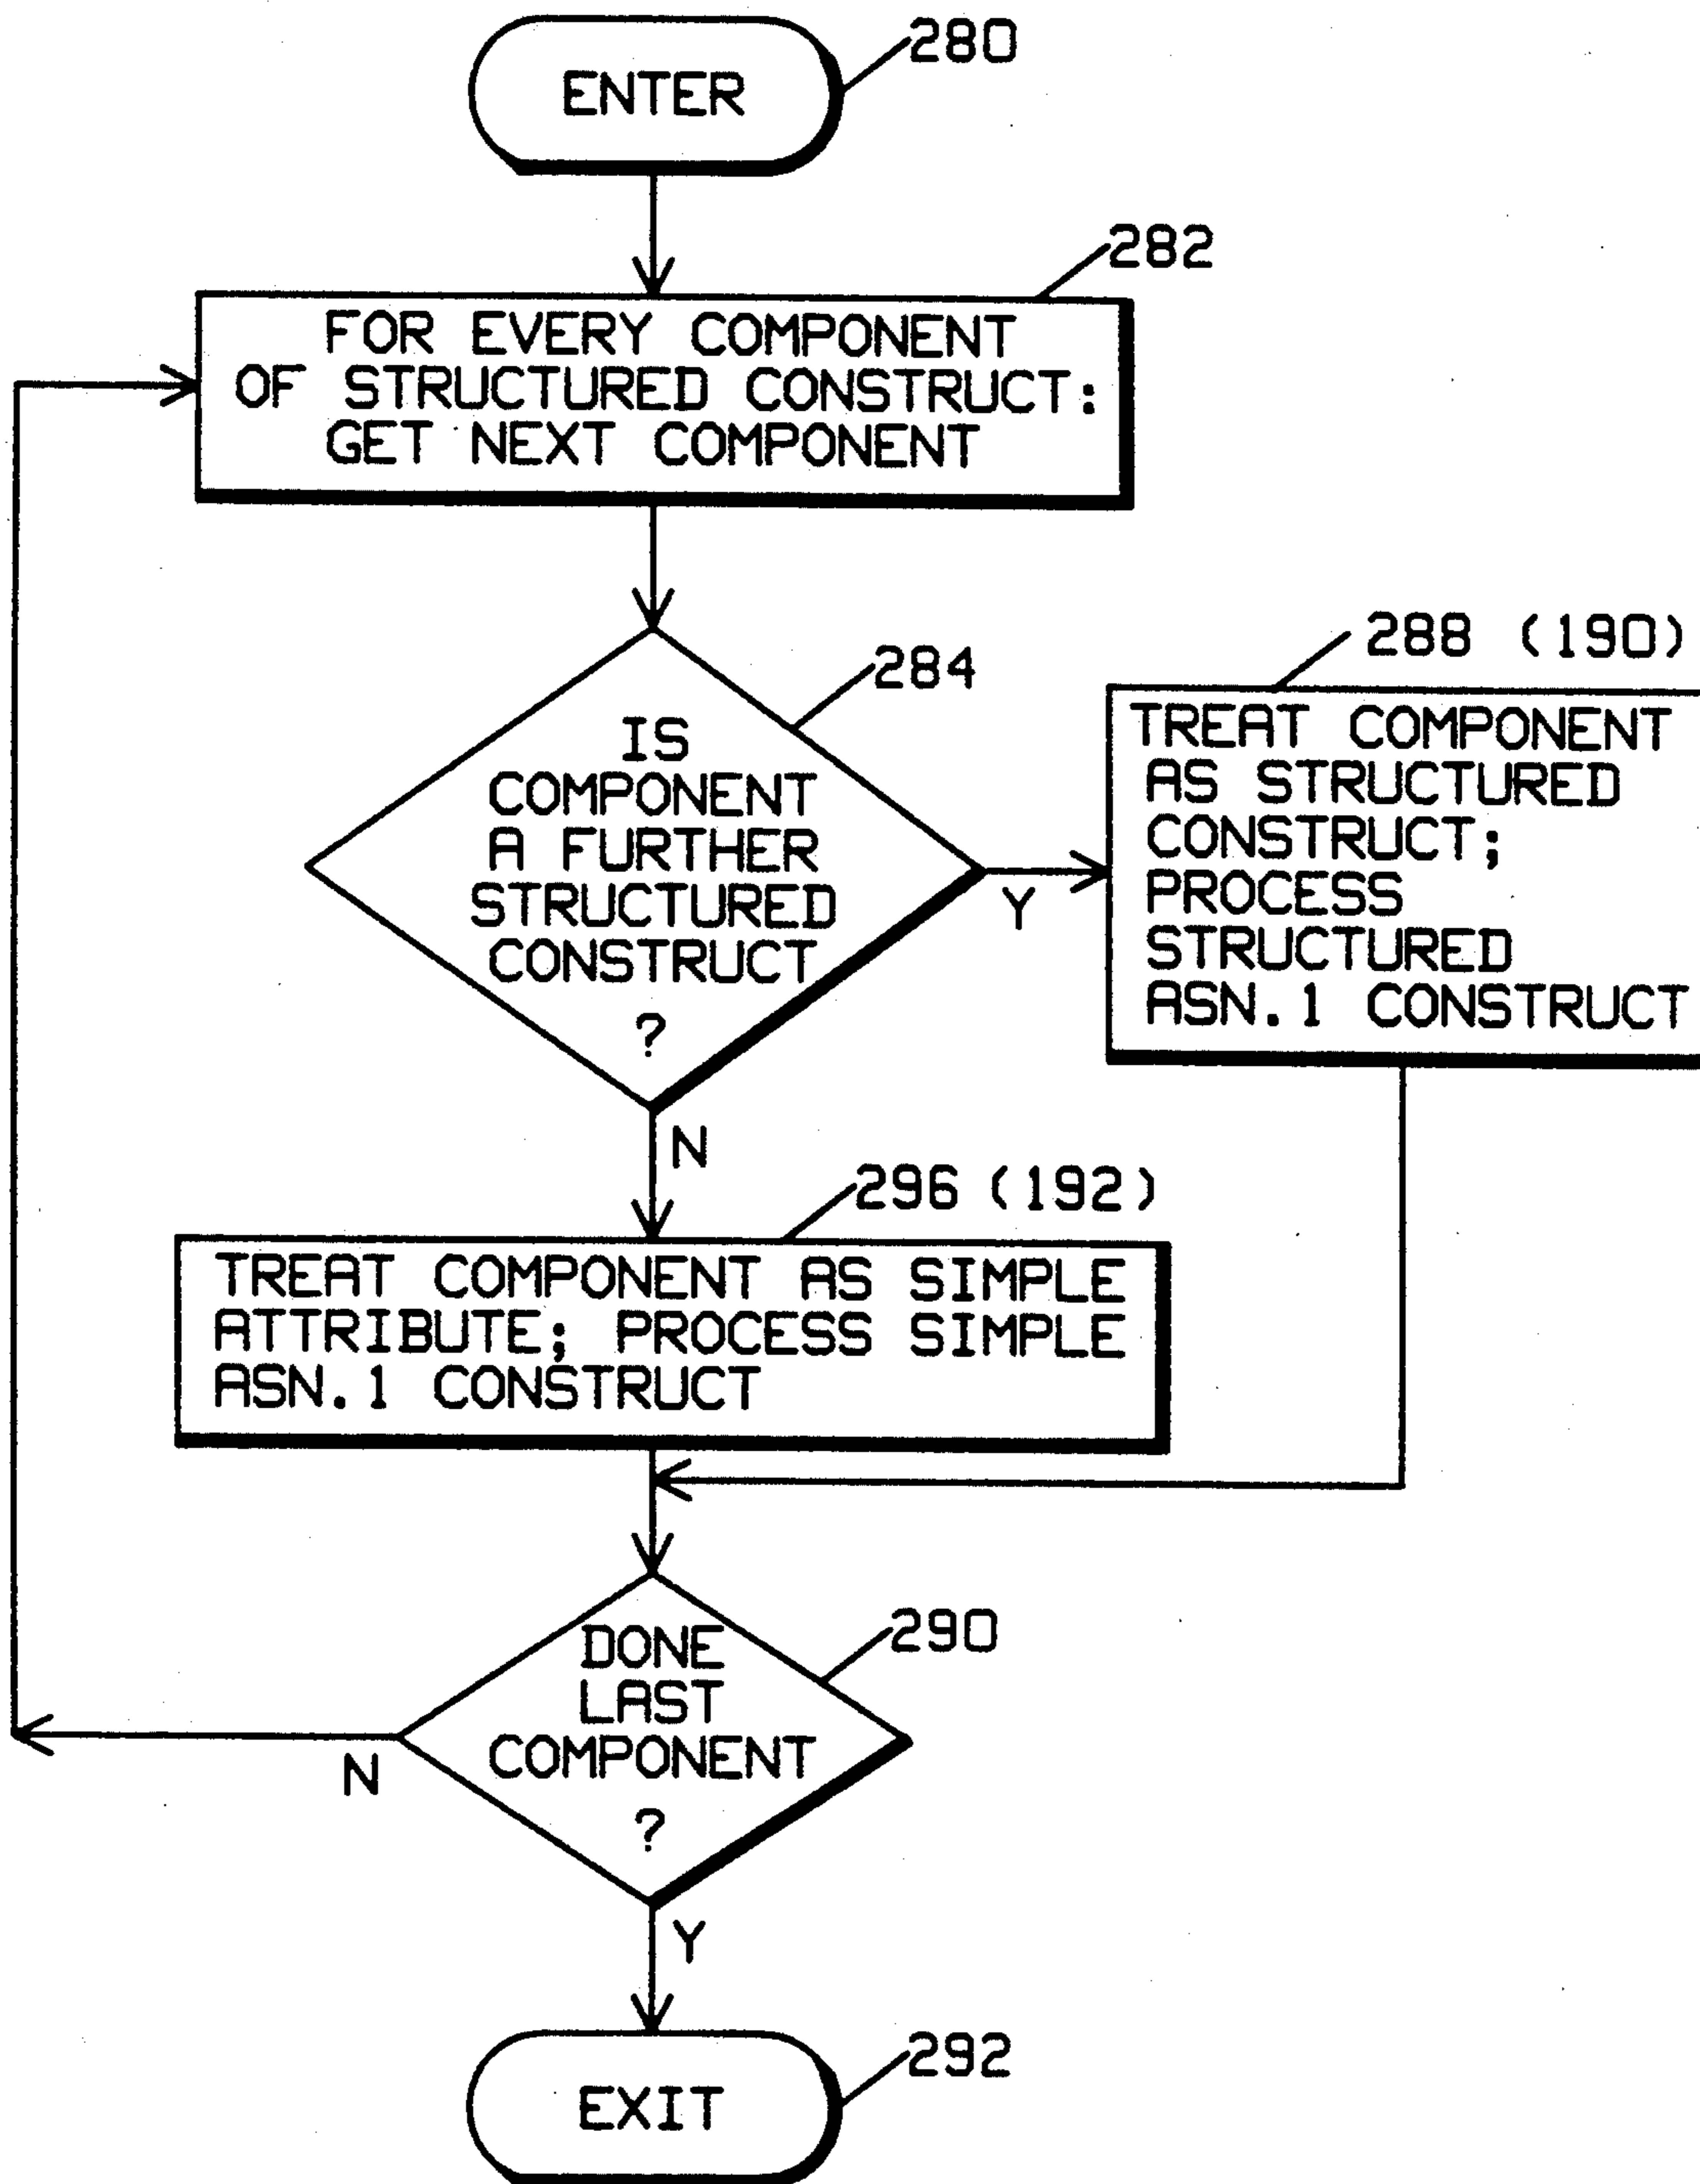 ENTER
280
282
FOR EVERY COMPONENT
OF STRUCTURED CONSTRUCT:
GET NEXT COMPONENT
284
IS
COMPONENT
A FURTHER
STRUCTURED
CONSTRUCT
?
Y
288 (190)
TREAT COMPONENT
AS STRUCTURED
CONSTRUCT;
PROCESS
STRUCTURED
ASN.1 CONSTRUCT
N
296 (192)
TREAT COMPONENT AS SIMPLE
ATTRIBUTE; PROCESS SIMPLE
ASN.1 CONSTRUCT
290
DONE
LAST
COMPONENT
?
N
Y
292
EXIT